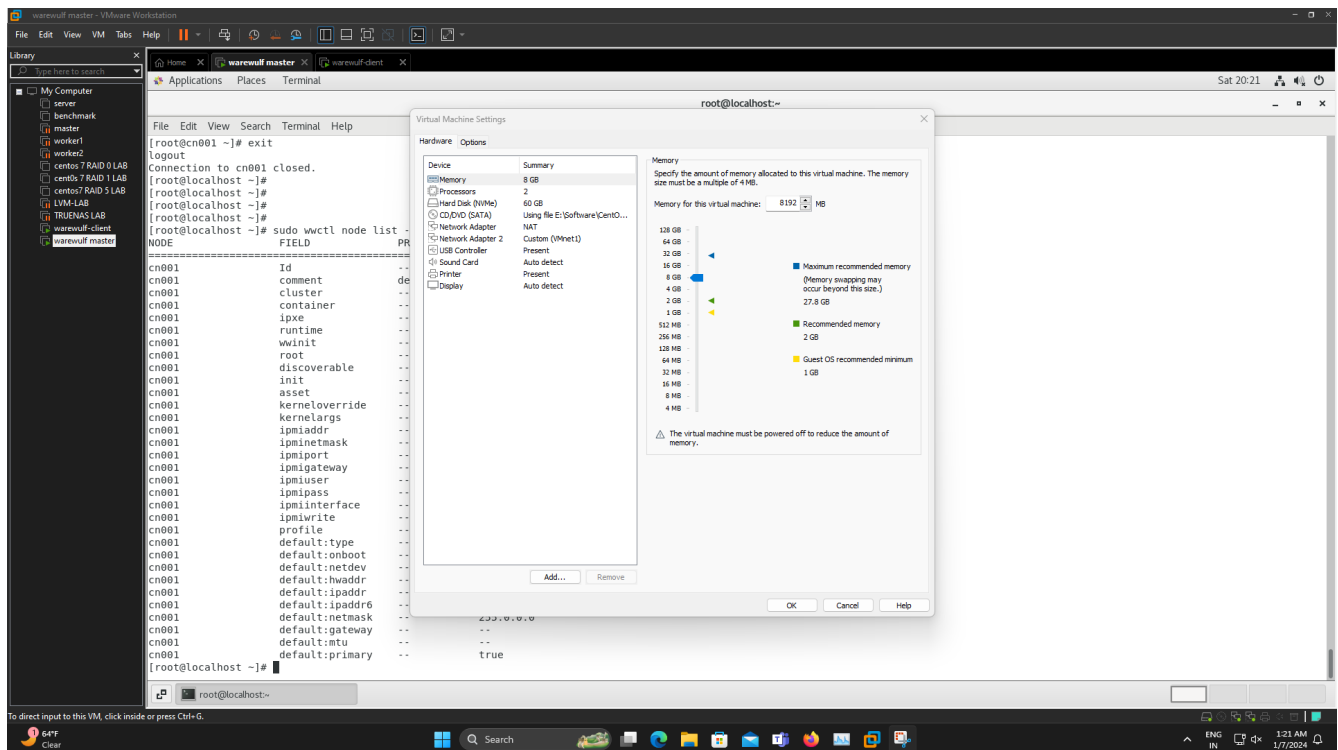 warewulf master - VMware Workstation
File Edit View VM Tabs Help
Library
Type here to search
My Computer
server
benchmark
master
worker1
worker2
centos 7 RAID 0 LAB
cent0s 7 RAID 1 LAB
centos7 RAID 5 LAB
LVM-LAB
TRUENAS LAB
warewulf-client
warewulf master
Home warewulf master warewulf-client
Applications Places Terminal Sat 20:21
root@localhost:~
File Edit View Search Terminal Help
[root@cn001 ~]# exit
logout
Connection to cn001 closed.
[root@localhost ~]#
[root@localhost ~]#
[root@localhost ~]#
[root@localhost ~]#
[root@localhost ~]# sudo wwctl node list -
NODE FIELD PR
cn001 Id --
cn001 comment de
cn001 cluster --
cn001 container --
cn001 ipxe --
cn001 runtime --
cn001 wwinit --
cn001 root --
cn001 discoverable --
cn001 init --
cn001 asset --
cn001 kerneloverride --
cn001 kernelargs --
cn001 ipmiaddr --
cn001 ipminetmask --
cn001 ipmiport --
cn001 ipmigateway --
cn001 ipmiuser --
cn001 ipmipass --
cn001 ipmiinterface --
cn001 ipmiwrite --
cn001 profile --
cn001 default:type --
cn001 default:onboot --
cn001 default:netdev --
cn001 default:hwaddr --
cn001 default:ipaddr --
cn001 default:ipaddr6 --
cn001 default:netmask -- 255.0.0.0
cn001 default:gateway -- --
cn001 default:mtu -- --
cn001 default:primary -- true
[root@localhost ~]#
Virtual Machine Settings
Hardware Options
Device Summary
Memory 8 GB
Processors 2
Hard Disk (NVMe) 60 GB
CD/DVD (SATA) Using file E:\Software\CentO...
Network Adapter NAT
Network Adapter 2 Custom (VMnet1)
USB Controller Present
Sound Card Auto detect
Printer Present
Display Auto detect
Add... Remove
Memory
Specify the amount of memory allocated to this virtual machine. The memory
size must be a multiple of 4 MB.
Memory for this virtual machine: 8192 MB
128 GB
64 GB
32 GB
16 GB
8 GB
4 GB
2 GB
1 GB
512 MB
256 MB
128 MB
64 MB
32 MB
16 MB
8 MB
4 MB
Maximum recommended memory
(Memory swapping may
occur beyond this size.)
27.8 GB
Recommended memory
2 GB
Guest OS recommended minimum
1 GB
The virtual machine must be powered off to reduce the amount of
memory.
OK Cancel Help
root@localhost:~
To direct input to this VM, click inside or press Ctrl+G.
1
64°F
Clear
Search
ENG
IN
1:21 AM
1/7/2024